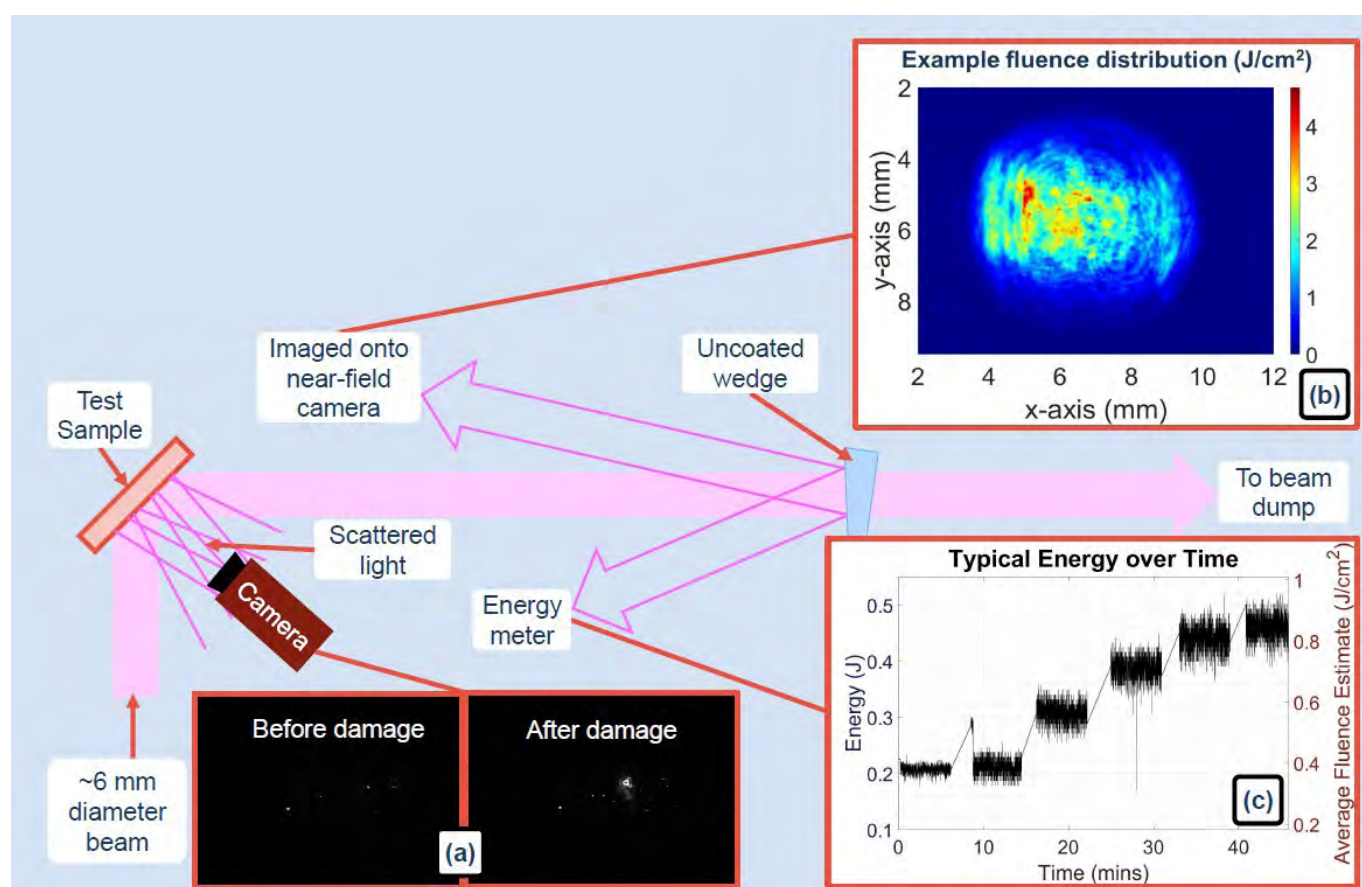 Example fluence distribution (J/cm²)
2
4
6
8
y-axis (mm)
2
4
6
8
10
12
x-axis (mm)
4
3
2
1
0
(b)
Imaged onto
near-field
camera
Uncoated
wedge
Test
Sample
To beam
dump
Scattered
light
Camera
Energy
meter
~6 mm
diameter
beam
Before damage
After damage
(a)
Typical Energy over Time
0.5
0.4
0.3
0.2
0.1
Energy (J)
0
10
20
30
40
Time (mins)
1
0.8
0.6
0.4
0.2
Average Fluence Estimate (J/cm²)
(c)